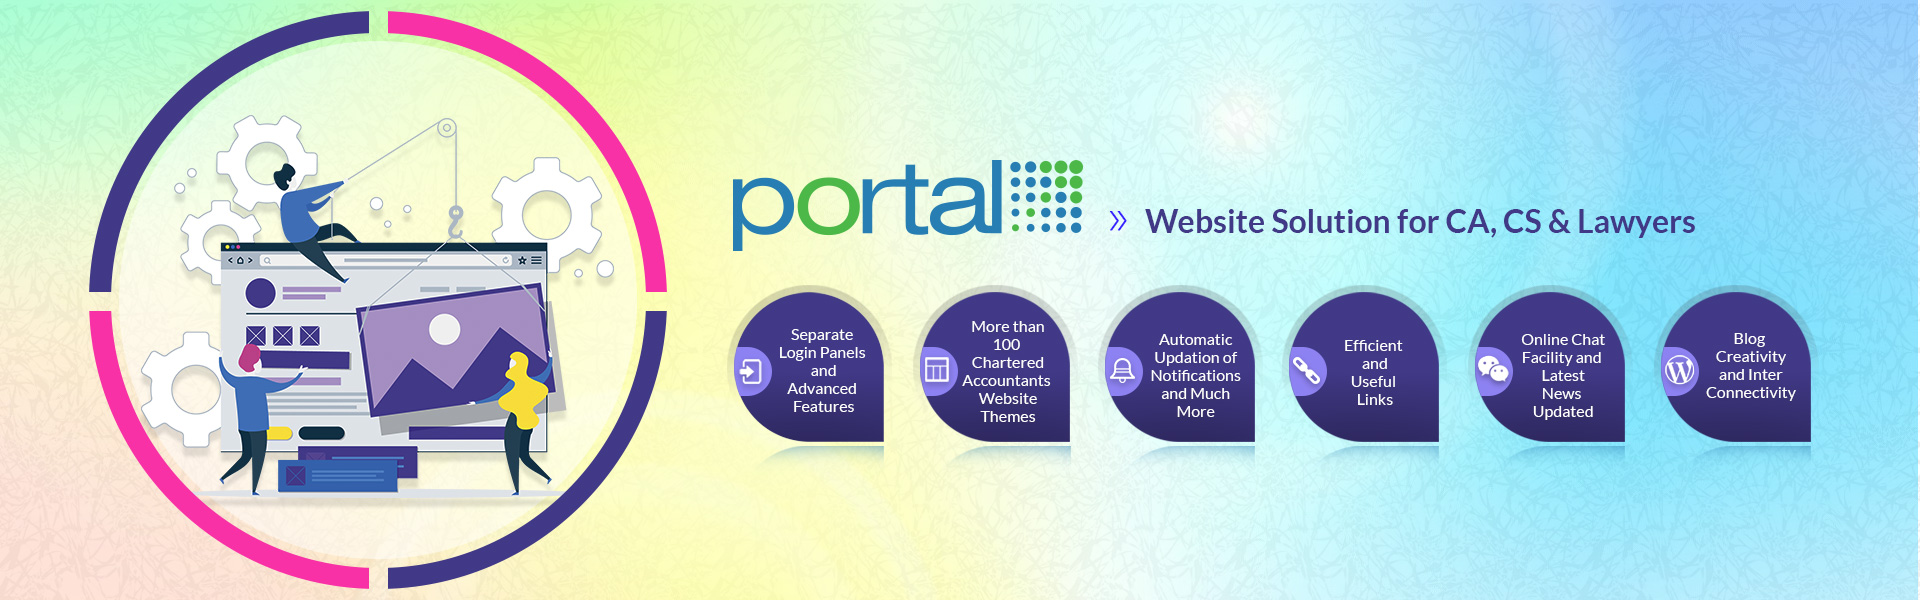 portal
Website Solution for CA, CS & Lawyers
Separate
Login Panels
and
Advanced
Features
More than
100
Chartered
Accountants
Website
Themes
Automatic
Updation of
Notifications
and Much
More
Efficient
and
Useful
Links
Online Chat
Facility and
Latest
News
Updated
Blog
Creativity
and Inter
Connectivity